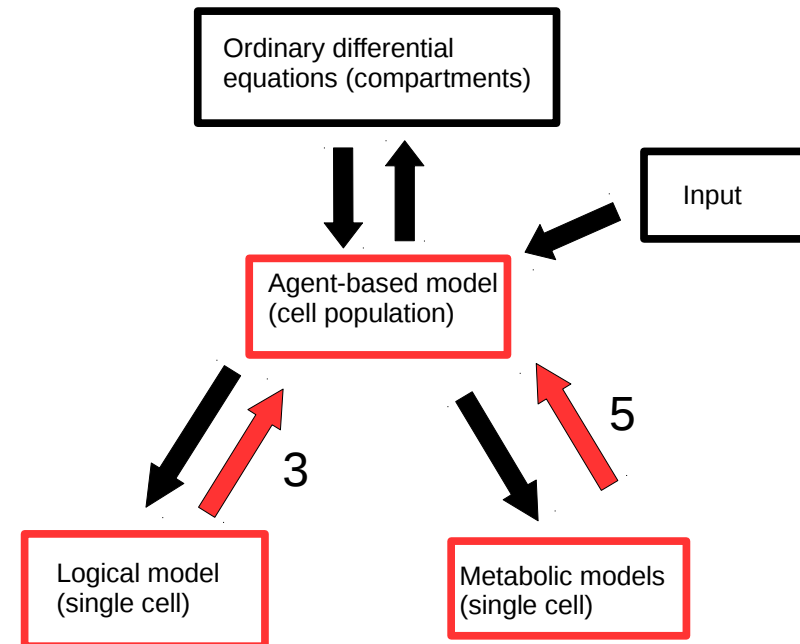 Ordinary differential
equations (compartments)
Input
Agent-based model
(cell population)
5
3
Logical model
(single cell)
Metabolic models
(single cell)